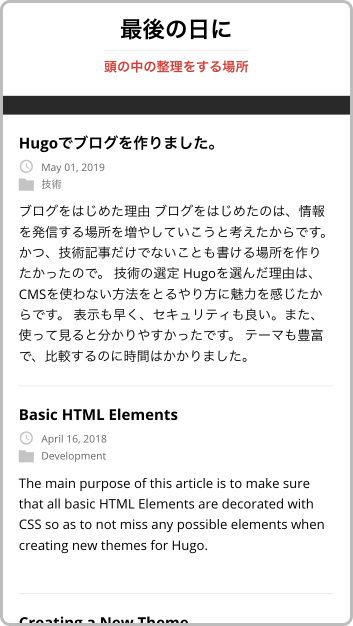 最後の日に
頭の中の整理をする場所
Hugoでブログを作りました。
May 01, 2019
技術
ブログをはじめた理由 ブログをはじめたのは、情報
を発信する場所を増やしていこうと考えたからです。
かつ、技術記事だけでないことも書ける場所を作り
たかったので。 技術の選定 Hugoを選んだ理由は、
CMSを使わない方法をとるやり方に魅力を感じたか
らです。 表示も早く、セキュリティも良い。また、
使って見ると分かりやすかったです。 テーマも豊富
で、比較するのに時間はかかりました。
Basic HTML Elements
April 16, 2018
Development
The main purpose of this article is to make sure
that all basic HTML Elements are decorated with
CSS so as to not miss any possible elements when
creating new themes for Hugo.
Creating a New Theme